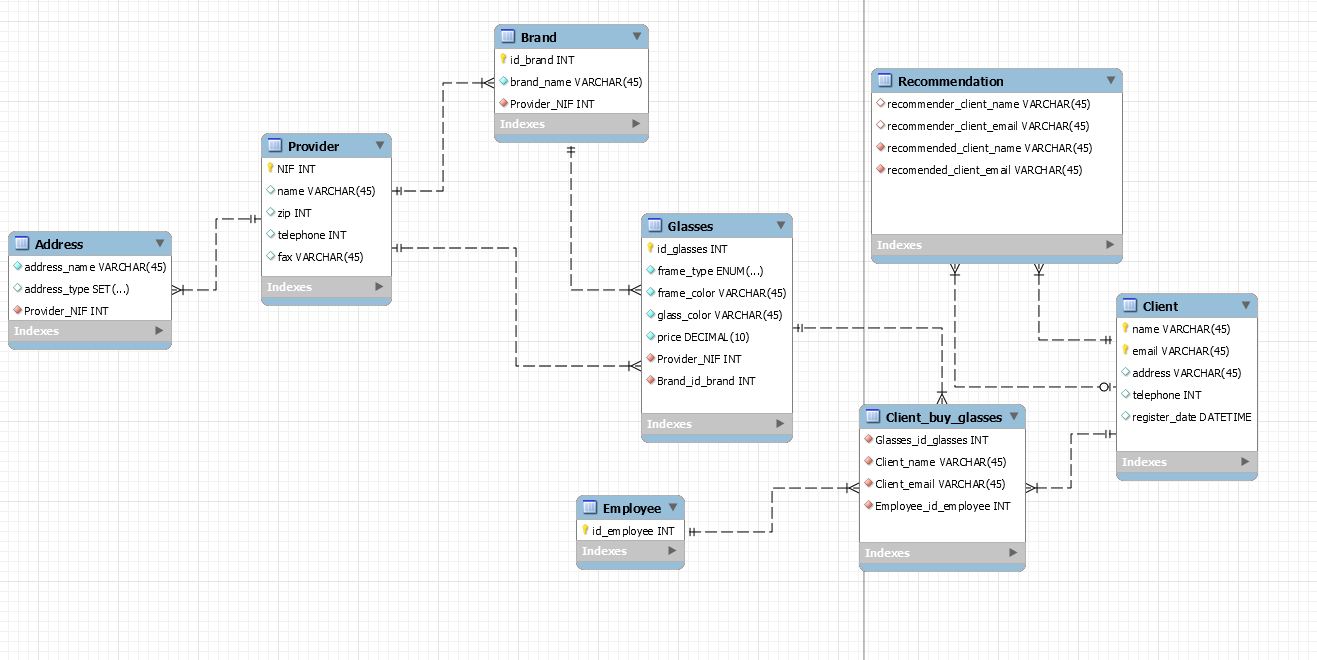 Brand
id_brand INT
brand_name VARCHAR(45)
Provider_NIF INT
Indexes
Recommendation
recommender_client_name VARCHAR(45)
recommender_client_email VARCHAR(45)
recommended_client_name VARCHAR(45)
recomended_client_email VARCHAR(45)
Indexes
Provider
NIF INT
name VARCHAR(45)
zip INT
telephone INT
fax VARCHAR(45)
Indexes
Address
address_name VARCHAR(45)
address_type SET(...)
Provider_NIF INT
Indexes
Glasses
id_glasses INT
frame_type ENUM(...)
frame_color VARCHAR(45)
glass_color VARCHAR(45)
price DECIMAL(10)
Provider_NIF INT
Brand_id_brand INT
Indexes
Client
name VARCHAR(45)
email VARCHAR(45)
address VARCHAR(45)
telephone INT
register_date DATETIME
Indexes
Client_buy_glasses
Glasses_id_glasses INT
Client_name VARCHAR(45)
Client_email VARCHAR(45)
Employee_id_employee INT
Indexes
Employee
id_employee INT
Indexes